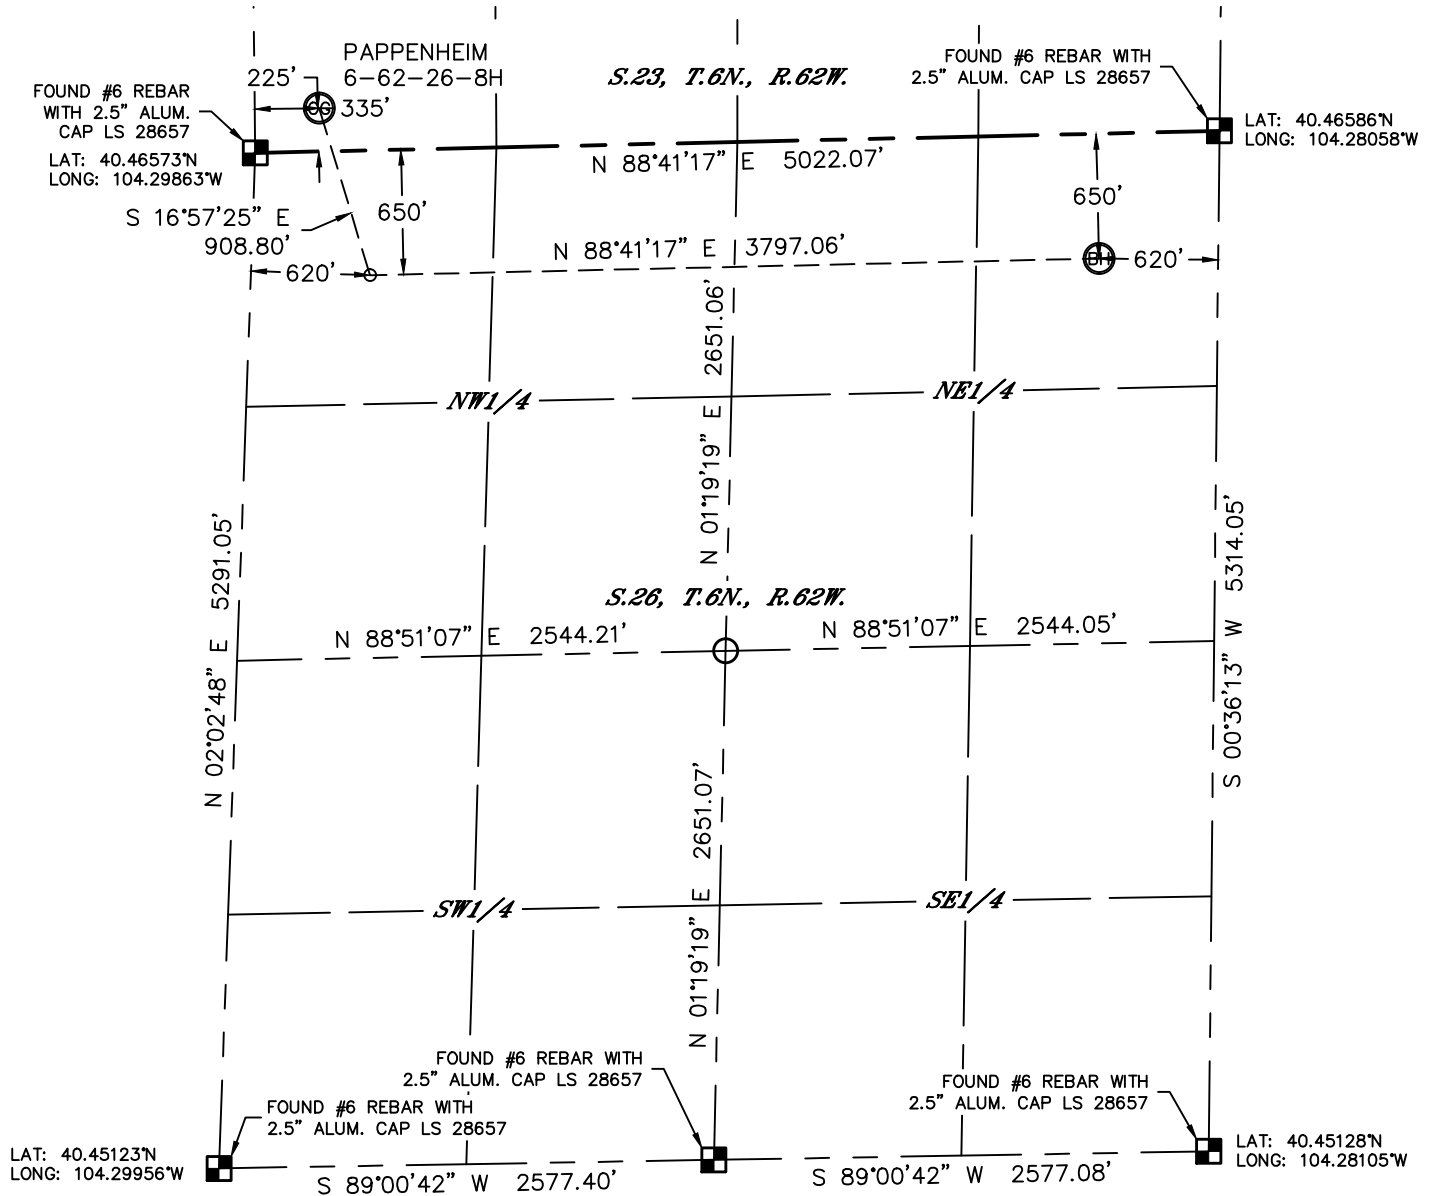 PAPPENHEIM
6-62-26-8H
225'
335'
S.23, T.6N., R.62W.
FOUND #6 REBAR WITH
2.5" ALUM. CAP LS 28657
FOUND #6 REBAR
WITH 2.5" ALUM.
CAP LS 28657
LAT: 40.46573°N
LONG: 104.29863°W
LAT: 40.46586°N
LONG: 104.28058°W
N 88°41'17" E 5022.07'
S 16°57'25" E
908.80'
650'
650'
620'
N 88°41'17" E 3797.06'
BH
620'
N 01°19'19" E 2651.06'
NW1/4
NE1/4
N 02°02'48" E 5291.05'
S 00°36'13" W 5314.05'
S.26, T.6N., R.62W.
N 88°51'07" E 2544.21'
N 88°51'07" E 2544.05'
N 01°19'19" E 2651.07'
SW1/4
SE1/4
FOUND #6 REBAR WITH
2.5" ALUM. CAP LS 28657
FOUND #6 REBAR WITH
2.5" ALUM. CAP LS 28657
FOUND #6 REBAR WITH
2.5" ALUM. CAP LS 28657
LAT: 40.45123°N
LONG: 104.29956°W
LAT: 40.45128°N
LONG: 104.28105°W
S 89°00'42" W 2577.40'
S 89°00'42" W 2577.08'